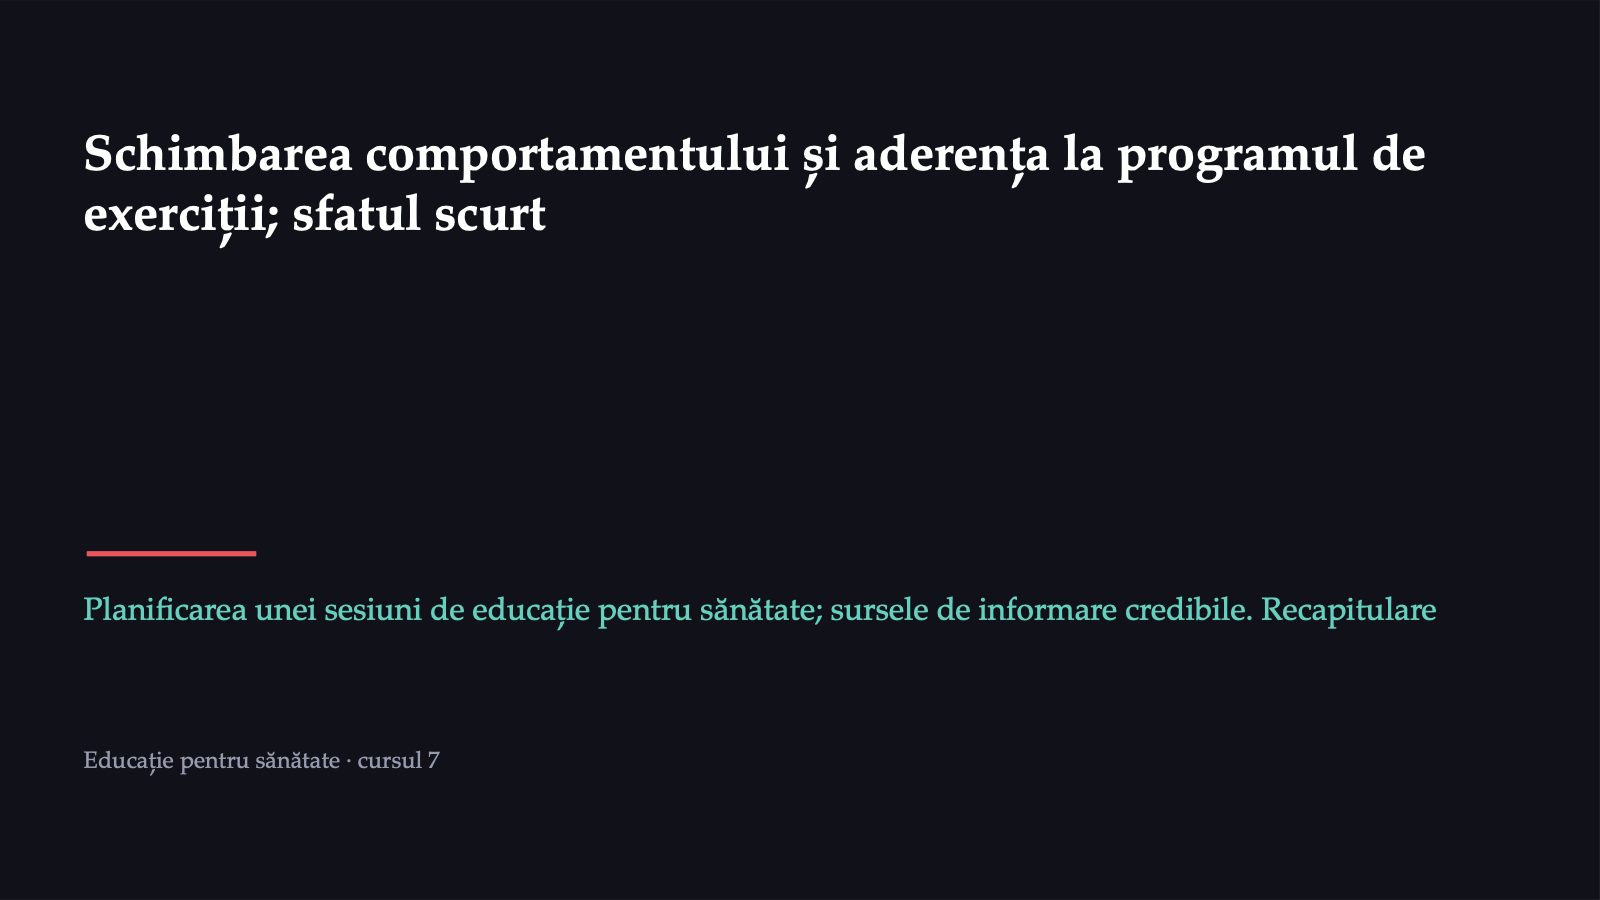 Schimbarea comportamentului și aderența la programul de
exerciții; sfatul scurt
Planificarea unei sesiuni de educație pentru sănătate; sursele de informare credibile. Recapitulare
Educație pentru sănătate · cursul 7